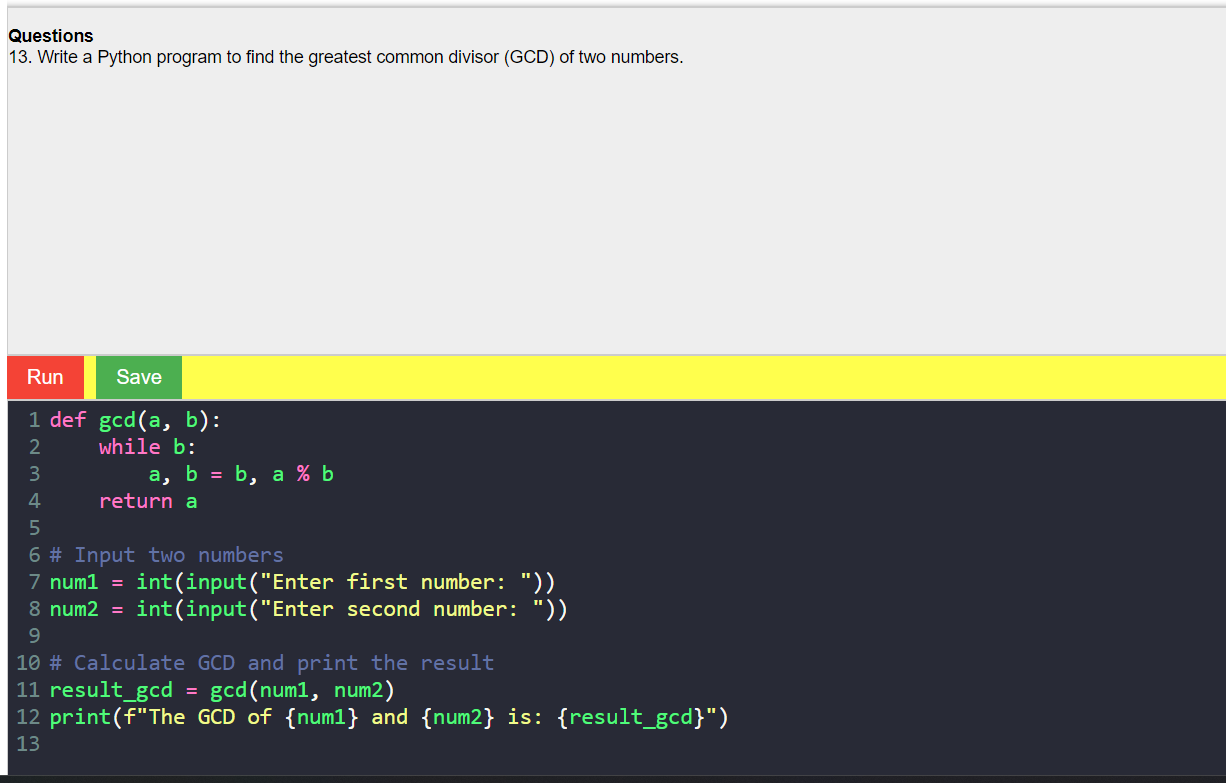 Questions
13. Write a Python program to find the greatest common divisor (GCD) of two numbers.
Run Save
1 def gcd(a, b):
2     while b:
3         a, b = b, a % b
4     return a
5
6 # Input two numbers
7 num1 = int(input("Enter first number: "))
8 num2 = int(input("Enter second number: "))
9
10 # Calculate GCD and print the result
11 result_gcd = gcd(num1, num2)
12 print(f"The GCD of {num1} and {num2} is: {result_gcd}")
13